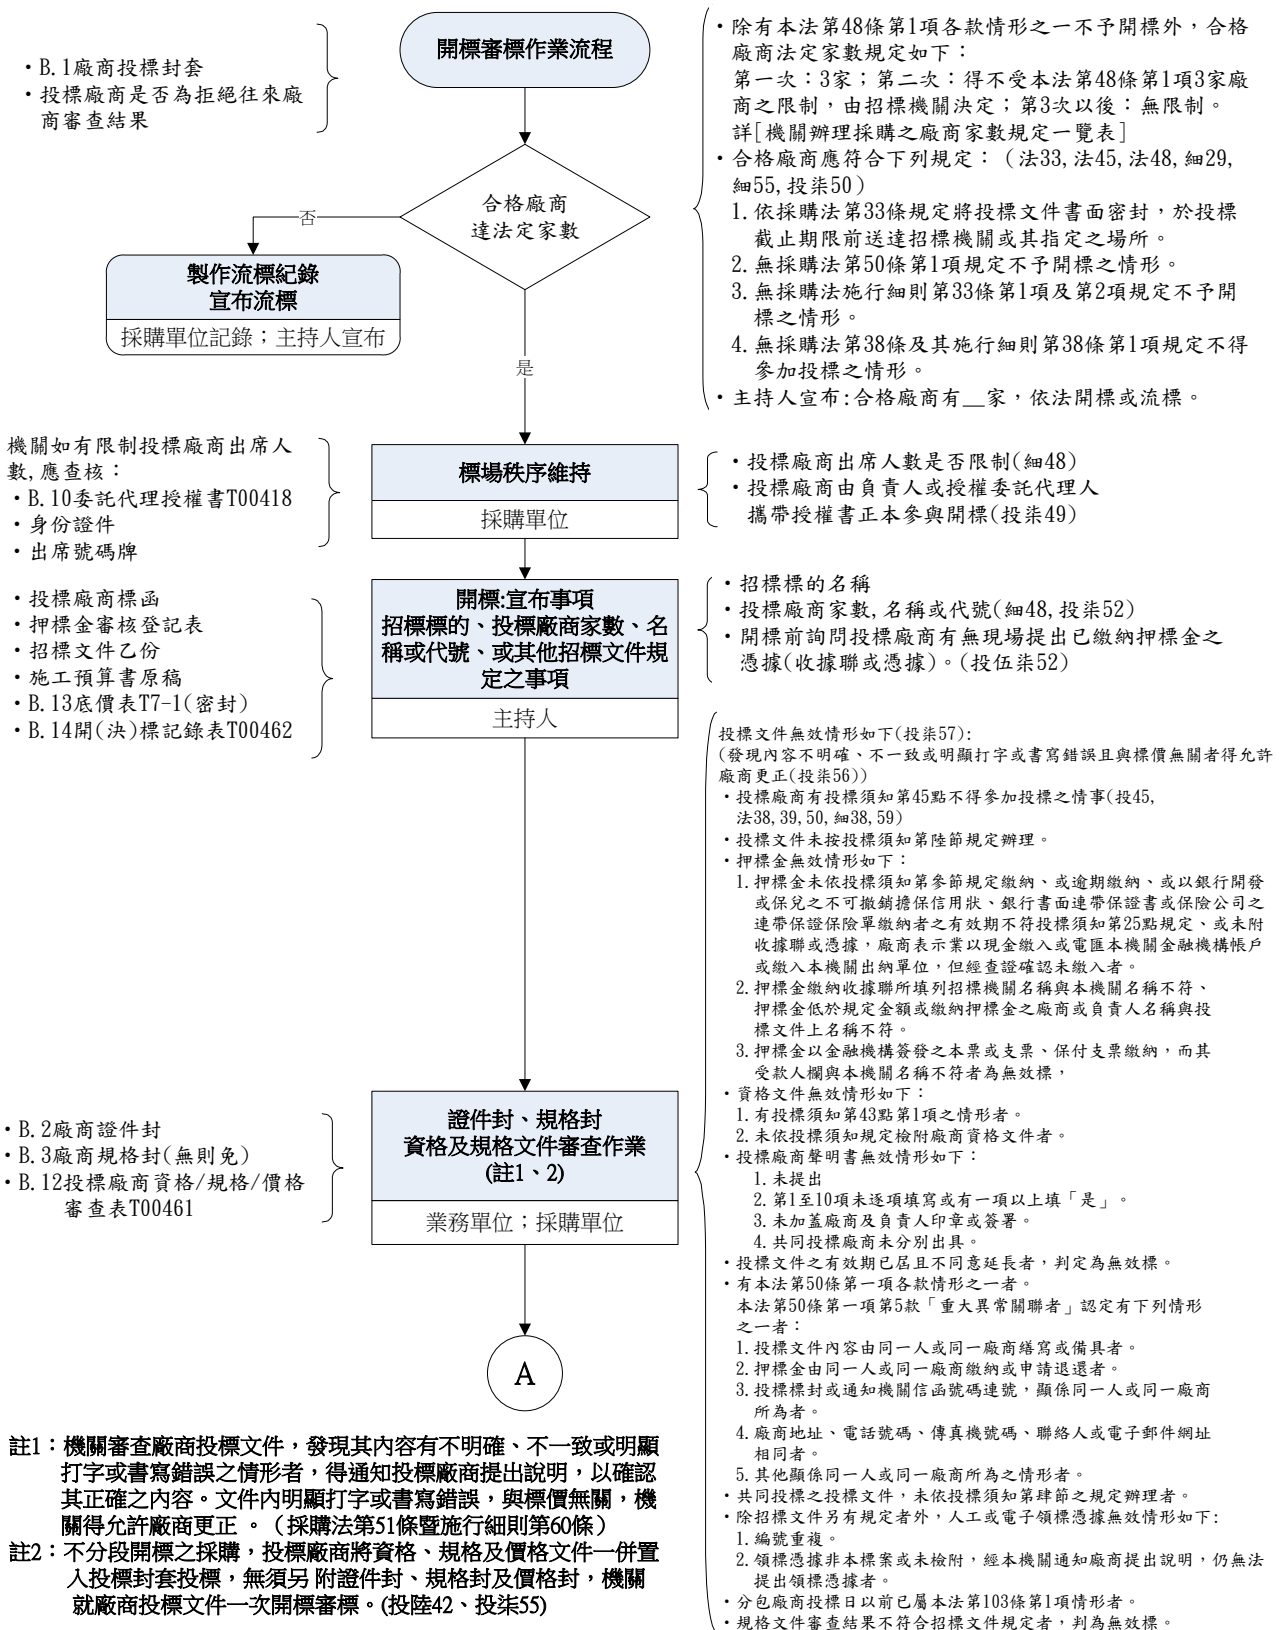 開標審標作業流程
・B.1廠商投標封套
・投標廠商是否為拒絕往來廠
商審查結果
・除有本法第48條第1項各款情形之一不予開標外，合格
廠商法定家數規定如下：
第一次：3家；第二次：得不受本法第48條第1項3家廠
商之限制，由招標機關決定；第3次以後：無限制。
詳[機關辦理採購之廠商家數規定一覽表]
・合格廠商應符合下列規定：（法33,法45,法48,細29,
細55,投柒50）
1.依採購法第33條規定將投標文件書面密封，於投標
截止期限前送達招標機關或其指定之場所。
2.無採購法第50條第1項規定不予開標之情形。
3.無採購法施行細則第33條第1項及第2項規定不予開
標之情形。
4.無採購法第38條及其施行細則第38條第1項規定不得
參加投標之情形。
・主持人宣布:合格廠商有__家，依法開標或流標。
合格廠商
達法定家數
否
製作流標紀錄
宣布流標
採購單位記錄；主持人宣布
是
機關如有限制投標廠商出席人
數,應查核：
・B.10委託代理授權書T00418
・身份證件
・出席號碼牌
標場秩序維持
採購單位
・投標廠商出席人數是否限制(細48)
・投標廠商由負責人或授權委託代理人
攜帶授權書正本參與開標(投柒49)
・投標廠商標函
・押標金審核登記表
・招標文件乙份
・施工預算書原稿
・B.13底價表T7-1(密封)
・B.14開(決)標記錄表T00462
開標:宣布事項
招標標的、投標廠商家數、名
稱或代號、或其他招標文件規
定之事項
主持人
・招標標的名稱
・投標廠商家數,名稱或代號(細48,投柒52)
・開標前詢問投標廠商有無現場提出已繳納押標金之
憑據(收據聯或憑據)。(投伍柒52)
投標文件無效情形如下(投柒57):
(發現內容不明確、不一致或明顯打字或書寫錯誤且與標價無關者得允許
廠商更正(投柒56))
・投標廠商有投標須知第45點不得參加投標之情事(投45,
法38,39,50,細38,59)
・投標文件未按投標須知第陸節規定辦理。
・押標金無效情形如下：
1.押標金未依投標須知第參節規定繳納、或逾期繳納、或以銀行開發
或保兌之不可撤銷擔保信用狀、銀行書面連帶保證書或保險公司之
連帶保證保險單繳納者之有效期不符投標須知第25點規定、或未附
收據聯或憑據，廠商表示業以現金繳入或電匯本機關金融機構帳戶
或繳入本機關出納單位，但經查證確認未繳入者。
2.押標金繳納收據聯所填列招標機關名稱與本機關名稱不符、
押標金低於規定金額或繳納押標金之廠商或負責人名稱與投
標文件上名稱不符。
3.押標金以金融機構簽發之本票或支票、保付支票繳納，而其
受款人欄與本機關名稱不符者為無效標，
・資格文件無效情形如下：
1.有投標須知第43點第1項之情形者。
2.未依投標須知規定檢附廠商資格文件者。
・投標廠商聲明書無效情形如下：
1.未提出
2.第1至10項未逐項填寫或有一項以上填「是」。
3.未加蓋廠商及負責人印章或簽署。
4.共同投標廠商未分別出具。
・投標文件之有效期已屆且不同意延長者，判定為無效標。
・有本法第50條第一項各款情形之一者。
本法第50條第一項第5款「重大異常關聯者」認定有下列情形
之一者：
1.投標文件內容由同一人或同一廠商繕寫或備具者。
2.押標金由同一人或同一廠商繳納或申請退還者。
3.投標標封或通知機關信函號碼連號，顯係同一人或同一廠商
所為者。
4.廠商地址、電話號碼、傳真機號碼、聯絡人或電子郵件網址
相同者。
5.其他顯係同一人或同一廠商所為之情形者。
・共同投標之投標文件，未依投標須知第肆節之規定辦理者。
・除招標文件另有規定者外，人工或電子領標憑據無效情形如下:
1.編號重複。
2.領標憑據非本標案或未檢附，經本機關通知廠商提出說明，仍無法
提出領標憑據者。
・分包廠商投標日以前已屬本法第103條第1項情形者。
・規格文件審查結果不符合招標文件規定者，判為無效標。
・B.2廠商證件封
・B.3廠商規格封(無則免)
・B.12投標廠商資格/規格/價格
審查表T00461
證件封、規格封
資格及規格文件審查作業
(註1、2)
業務單位；採購單位
A
註1：機關審查廠商投標文件，發現其內容有不明確、不一致或明顯
打字或書寫錯誤之情形者，得通知投標廠商提出說明，以確認
其正確之內容。文件內明顯打字或書寫錯誤，與標價無關，機
關得允許廠商更正 。（採購法第51條暨施行細則第60條）
註2：不分段開標之採購，投標廠商將資格、規格及價格文件一併置
入投標封套投標，無須另 附證件封、規格封及價格封，機關
就廠商投標文件一次開標審標。(投陸42、投柒55)